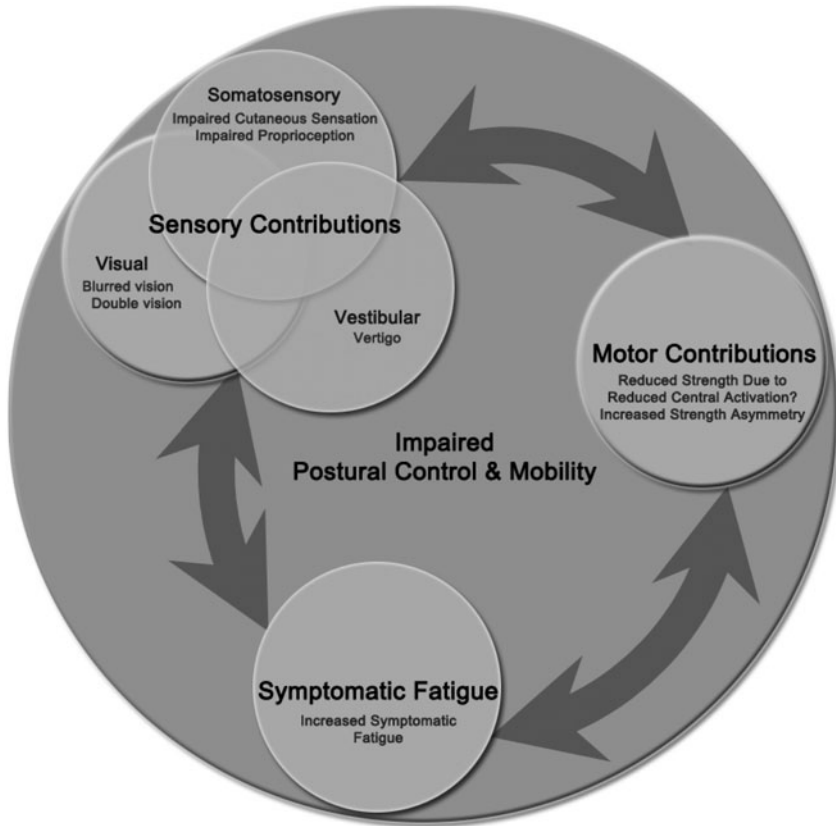 Somatosensory
Impaired Cutaneous Sensation
Impaired Proprioception
Sensory Contributions
Visual
Blurred vision
Double vision
Vestibular
Vertigo
Motor Contributions
Reduced Strength Due to
Reduced Central Activation?
Increased Strength Asymmetry
Impaired
Postural Control & Mobility
Symptomatic Fatigue
Increased Symptomatic
Fatigue